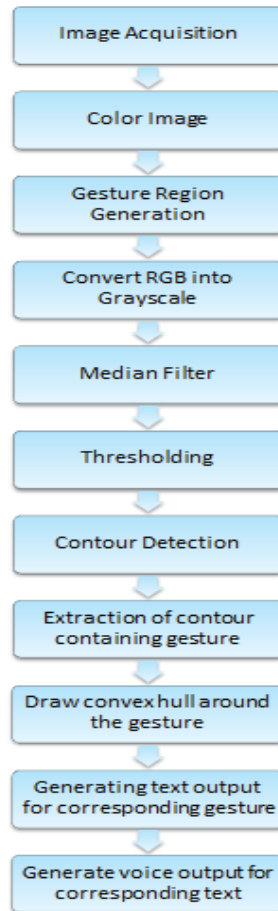 Image Acquisition
Color Image
Gesture Region
Generation
Convert RGB into
Grayscale
Median Filter
Thresholding
Contour Detection
Extraction of contour
containing gesture
Draw convex hull around
the gesture
Generating text output
for corresponding gesture
Generate voice output for
corresponding text